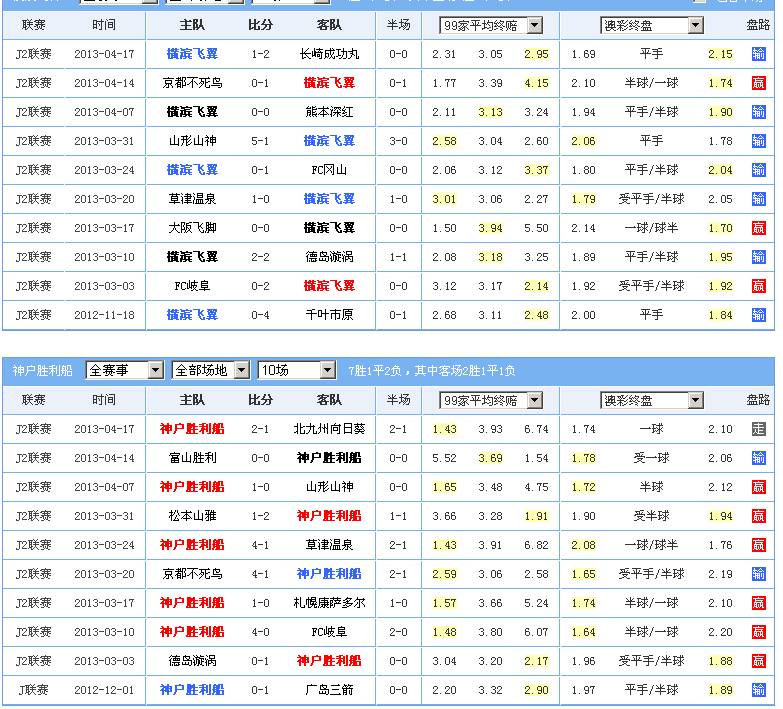 联赛 时间 主队 比分 客队 半场 99家平均终赔 澳彩终盘 盘路
J2联赛 2013-04-17 横滨飞翼 1-2 长崎成功丸 0-0 2.31 3.05 2.95 1.69 平手 2.15 输
J2联赛 2013-04-14 京都不死鸟 0-1 横滨飞翼 0-1 1.77 3.39 4.15 2.10 半球/一球 1.74 赢
J2联赛 2013-04-07 横滨飞翼 0-0 熊本深红 0-0 2.11 3.13 3.24 1.94 平手/半球 1.90 输
J2联赛 2013-03-31 山形山神 5-1 横滨飞翼 3-0 2.58 3.04 2.60 2.06 平手 1.78 输
J2联赛 2013-03-24 横滨飞翼 0-1 FC冈山 0-0 2.06 3.12 3.37 1.80 平手/半球 2.04 输
J2联赛 2013-03-20 草津温泉 1-0 横滨飞翼 1-0 3.01 3.06 2.27 1.79 受平手/半球 2.05 输
J2联赛 2013-03-17 大阪飞脚 0-0 横滨飞翼 0-0 1.50 3.94 5.50 2.14 一球/球半 1.70 赢
J2联赛 2013-03-10 横滨飞翼 2-2 德岛漩涡 1-1 2.08 3.18 3.25 1.89 平手/半球 1.95 输
J2联赛 2013-03-03 FC岐阜 0-2 横滨飞翼 0-0 3.12 3.17 2.14 1.92 受平手/半球 1.92 赢
J2联赛 2012-11-18 横滨飞翼 0-4 千叶市原 0-1 2.68 3.11 2.48 2.00 平手 1.84 输
神户胜利船 全赛事 全部场地 10场 7胜1平2负，其中客场2胜1平1负
联赛 时间 主队 比分 客队 半场 99家平均终赔 澳彩终盘 盘路
J2联赛 2013-04-17 神户胜利船 2-1 北九州向日葵 2-1 1.43 3.93 6.74 1.74 一球 2.10 走
J2联赛 2013-04-14 富山胜利 0-0 神户胜利船 0-0 5.52 3.69 1.54 1.78 受一球 2.06 输
J2联赛 2013-04-07 神户胜利船 1-0 山形山神 0-0 1.65 3.48 4.75 1.72 半球 2.12 赢
J2联赛 2013-03-31 松本山雅 1-2 神户胜利船 1-1 3.66 3.28 1.91 1.90 受半球 1.94 赢
J2联赛 2013-03-24 神户胜利船 4-1 草津温泉 2-1 1.43 3.91 6.82 2.08 一球/球半 1.76 赢
J2联赛 2013-03-20 京都不死鸟 4-1 神户胜利船 2-1 2.59 3.06 2.58 1.65 受平手/半球 2.19 输
J2联赛 2013-03-17 神户胜利船 1-0 札幌康萨多尔 1-0 1.57 3.66 5.24 1.74 半球/一球 2.10 赢
J2联赛 2013-03-10 神户胜利船 4-0 FC岐阜 2-0 1.48 3.80 6.07 1.64 半球/一球 2.20 赢
J2联赛 2013-03-03 德岛漩涡 0-1 神户胜利船 0-0 3.04 3.20 2.17 1.96 受平手/半球 1.88 赢
J联赛 2012-12-01 神户胜利船 0-1 广岛三箭 0-0 2.20 3.32 2.90 1.97 平手/半球 1.89 输